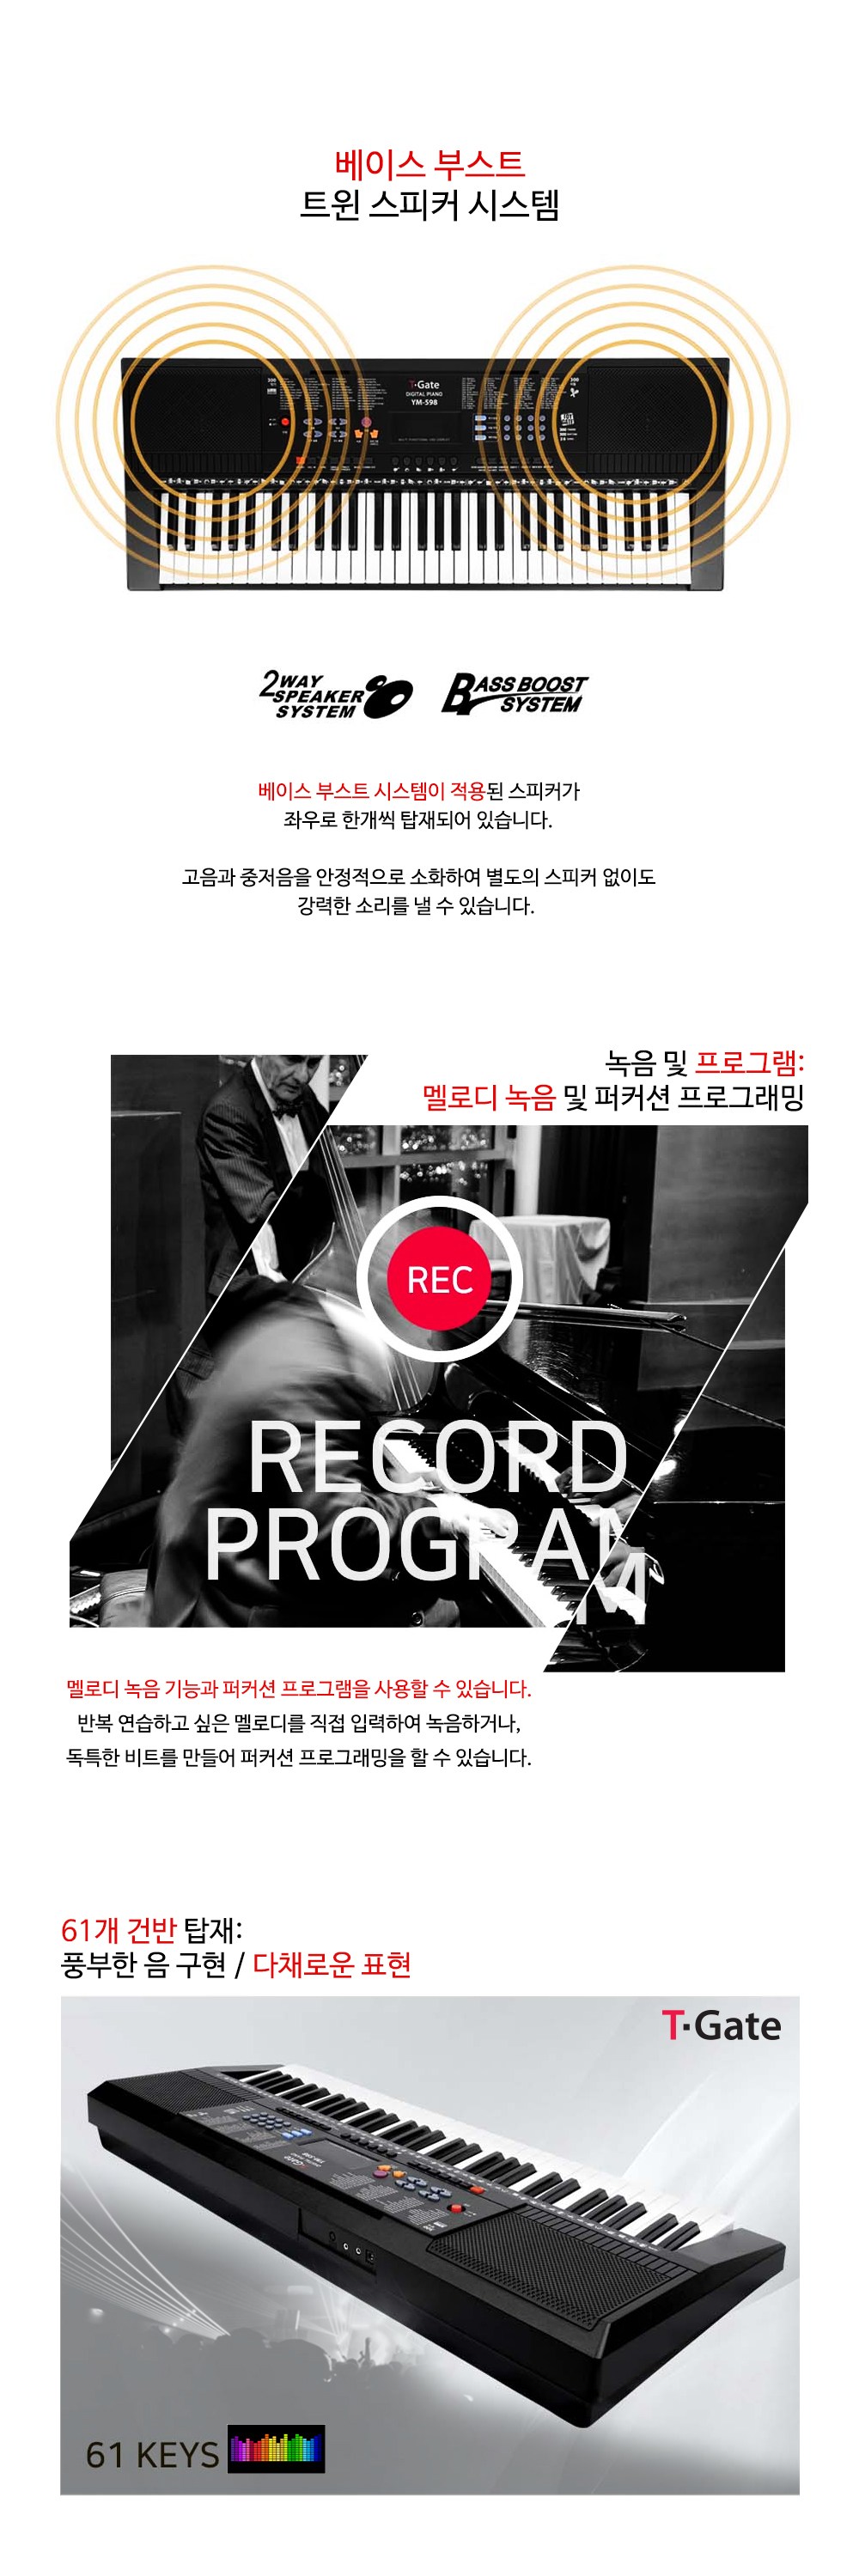 베이스 부스트
트윈 스피커 시스템
T·Gate
DIGITAL PIANO
YM-598
2WAY
SPEAKER
SYSTEM
BASS BOOST
SYSTEM
베이스 부스트 시스템이 적용된 스피커가
좌우로 한개씩 탑재되어 있습니다.
고음과 중저음을 안정적으로 소화하여 별도의 스피커 없이도
강력한 소리를 낼 수 있습니다.
녹음 및 프로그램:
멜로디 녹음 및 퍼커션 프로그래밍
REC
RECORD
PROGRAM
멜로디 녹음 기능과 퍼커션 프로그램을 사용할 수 있습니다.
반복 연습하고 싶은 멜로디를 직접 입력하여 녹음하거나,
독특한 비트를 만들어 퍼커션 프로그래밍을 할 수 있습니다.
61개 건반 탑재:
풍부한 음 구현 / 다채로운 표현
T·Gate
61 KEYS